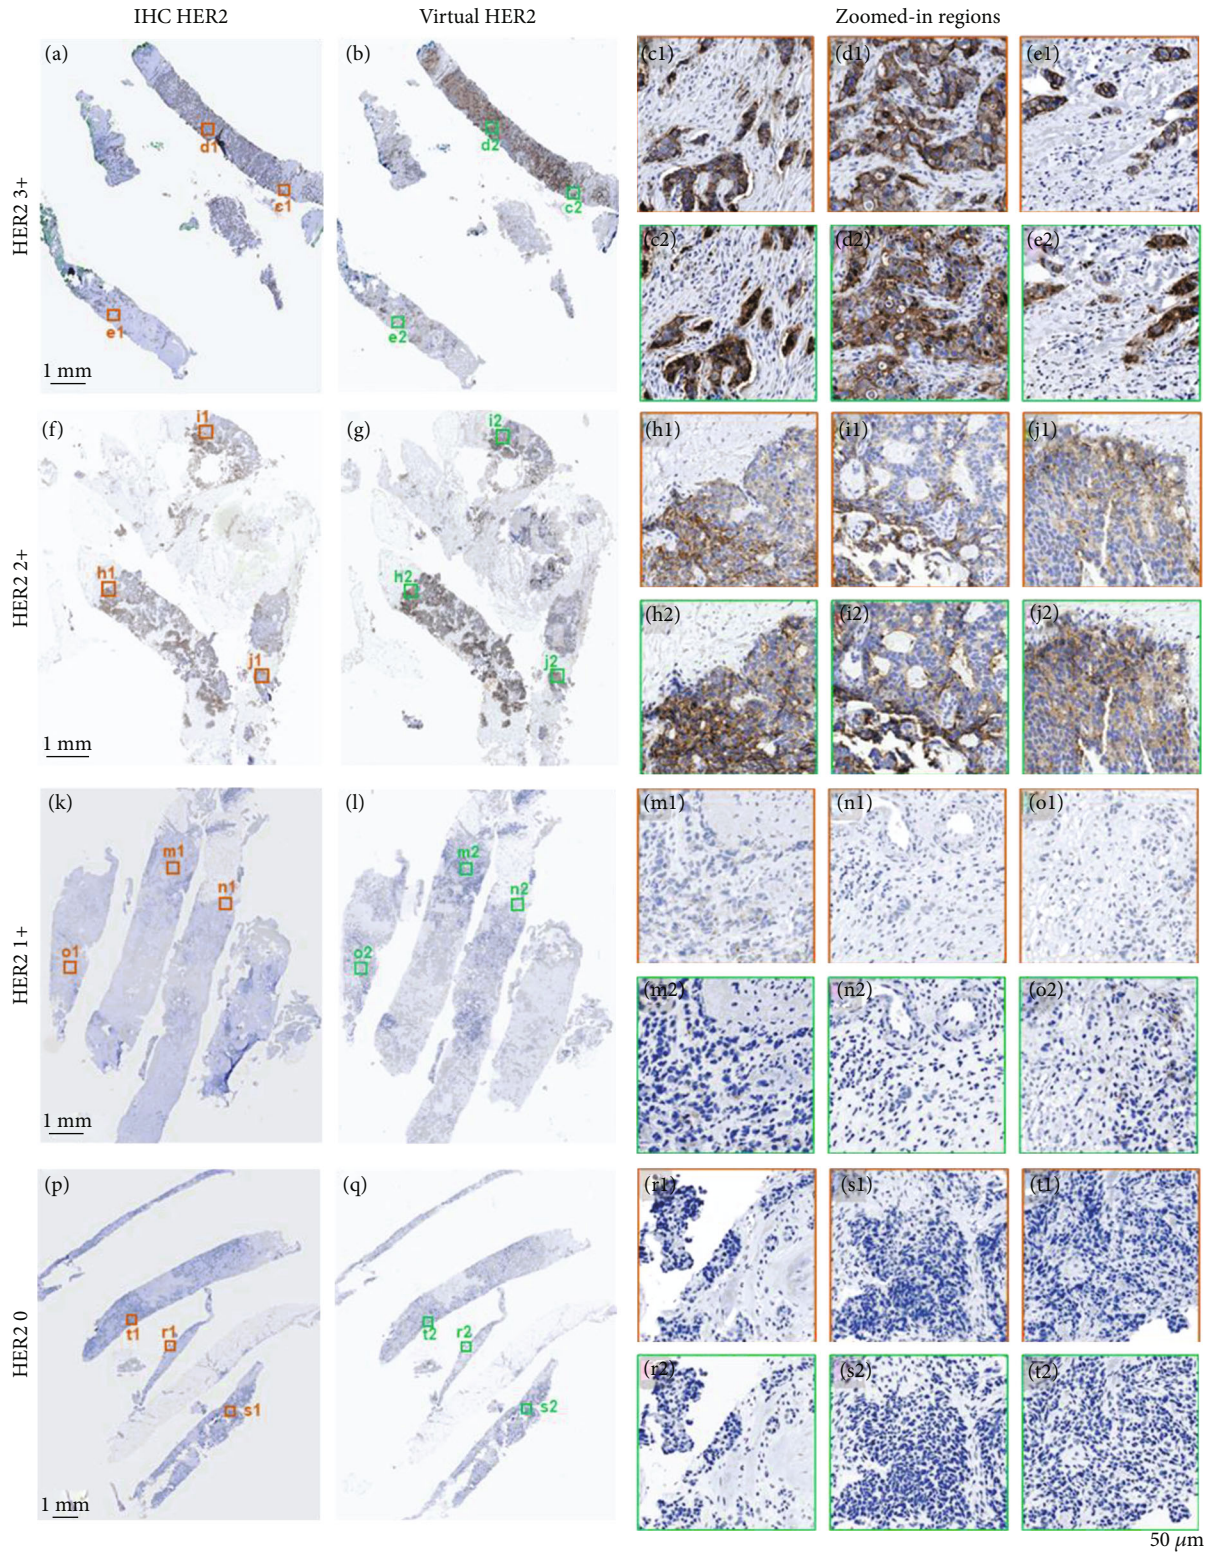 IHC HER2 Virtual HER2 Zoomed-in regions
HER2 3+
(a) (b) (c1) (d1) (e1)
d1 d2
c1 c2
(c2) (d2) (e2)
e1 e2
1 mm
HER2 2+
(f) i1 (g) i2 (h1) (i1) (j1)
h1 h2
(h2) (i2) (j2)
j1 j2
1 mm
HER2 1+
(k) (l) (m1) (n1) (o1)
m1 m2
n1 n2
o1 o2
(m2) (n2) (o2)
1 mm
HER2 0
(p) (q) (r1) (s1) (t1)
t1 r1 t2 r2
(r2) (s2) (t2)
s1 s2
1 mm
50 μm